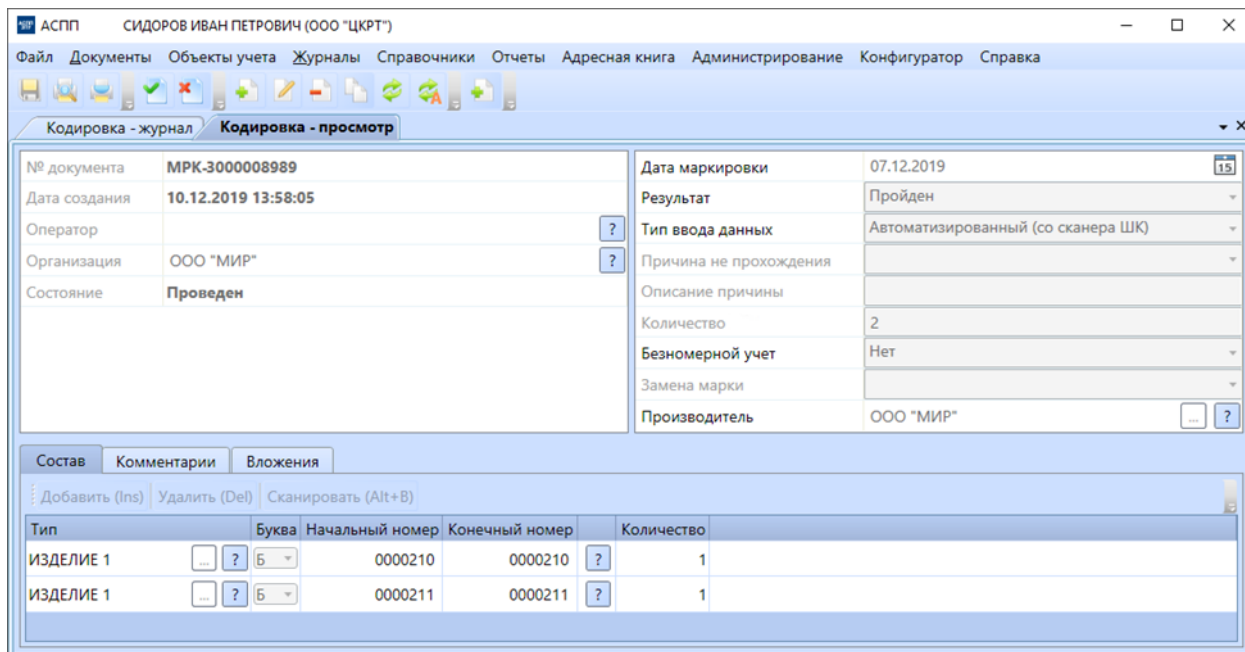 АСПП СИДОРОВ ИВАН ПЕТРОВИЧ (ООО "ЦКРТ")
Файл Документы Объекты учета Журналы Справочники Отчеты Адресная книга Администрирование Конфигуратор Справка
Кодировка - журнал Кодировка - просмотр
№ документа МРК-3000008989
Дата создания 10.12.2019 13:58:05
Оператор ?
Организация ООО "МИР" ?
Состояние Проведен
Дата маркировки 07.12.2019 15
Результат Пройден
Тип ввода данных Автоматизированный (со сканера ШК)
Причина не прохождения
Описание причины
Количество 2
Безномерной учет Нет
Замена марки
Производитель ООО "МИР" ... ?
Состав Комментарии Вложения
Добавить (Ins) Удалить (Del) Сканировать (Alt+B)
Тип Буква Начальный номер Конечный номер Количество
ИЗДЕЛИЕ 1 ... ? Б 0000210 0000210 ? 1
ИЗДЕЛИЕ 1 ... ? Б 0000211 0000211 ? 1